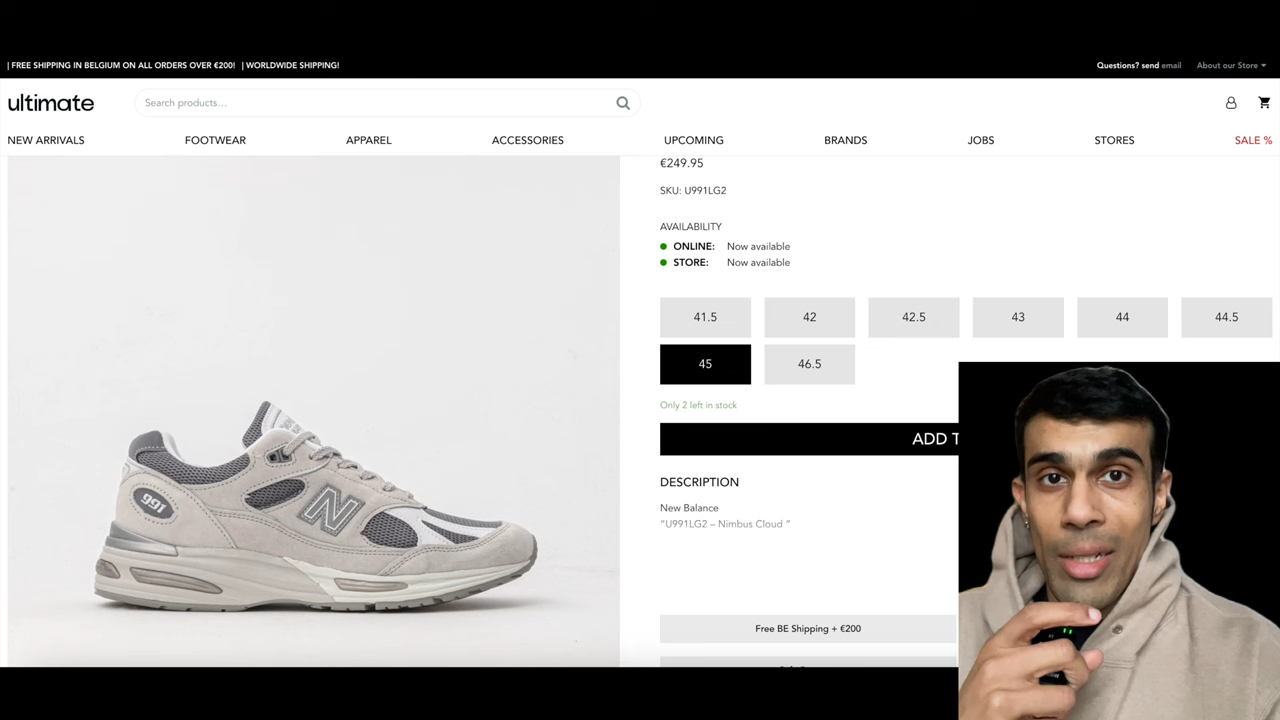 | FREE SHIPPING IN BELGIUM ON ALL ORDERS OVER €200! | WORLDWIDE SHIPPING!
Questions? send email About our Store
ultimate
Search products...
NEW ARRIVALS FOOTWEAR APPAREL ACCESSORIES UPCOMING BRANDS JOBS STORES SALE %
€249.95
SKU: U991LG2
AVAILABILITY
ONLINE: Now available
STORE: Now available
41.5 42 42.5 43 44 44.5
45 46.5
Only 2 left in stock
ADD T
DESCRIPTION
New Balance
“U991LG2 – Nimbus Cloud ”
Free BE Shipping + €200
991
N